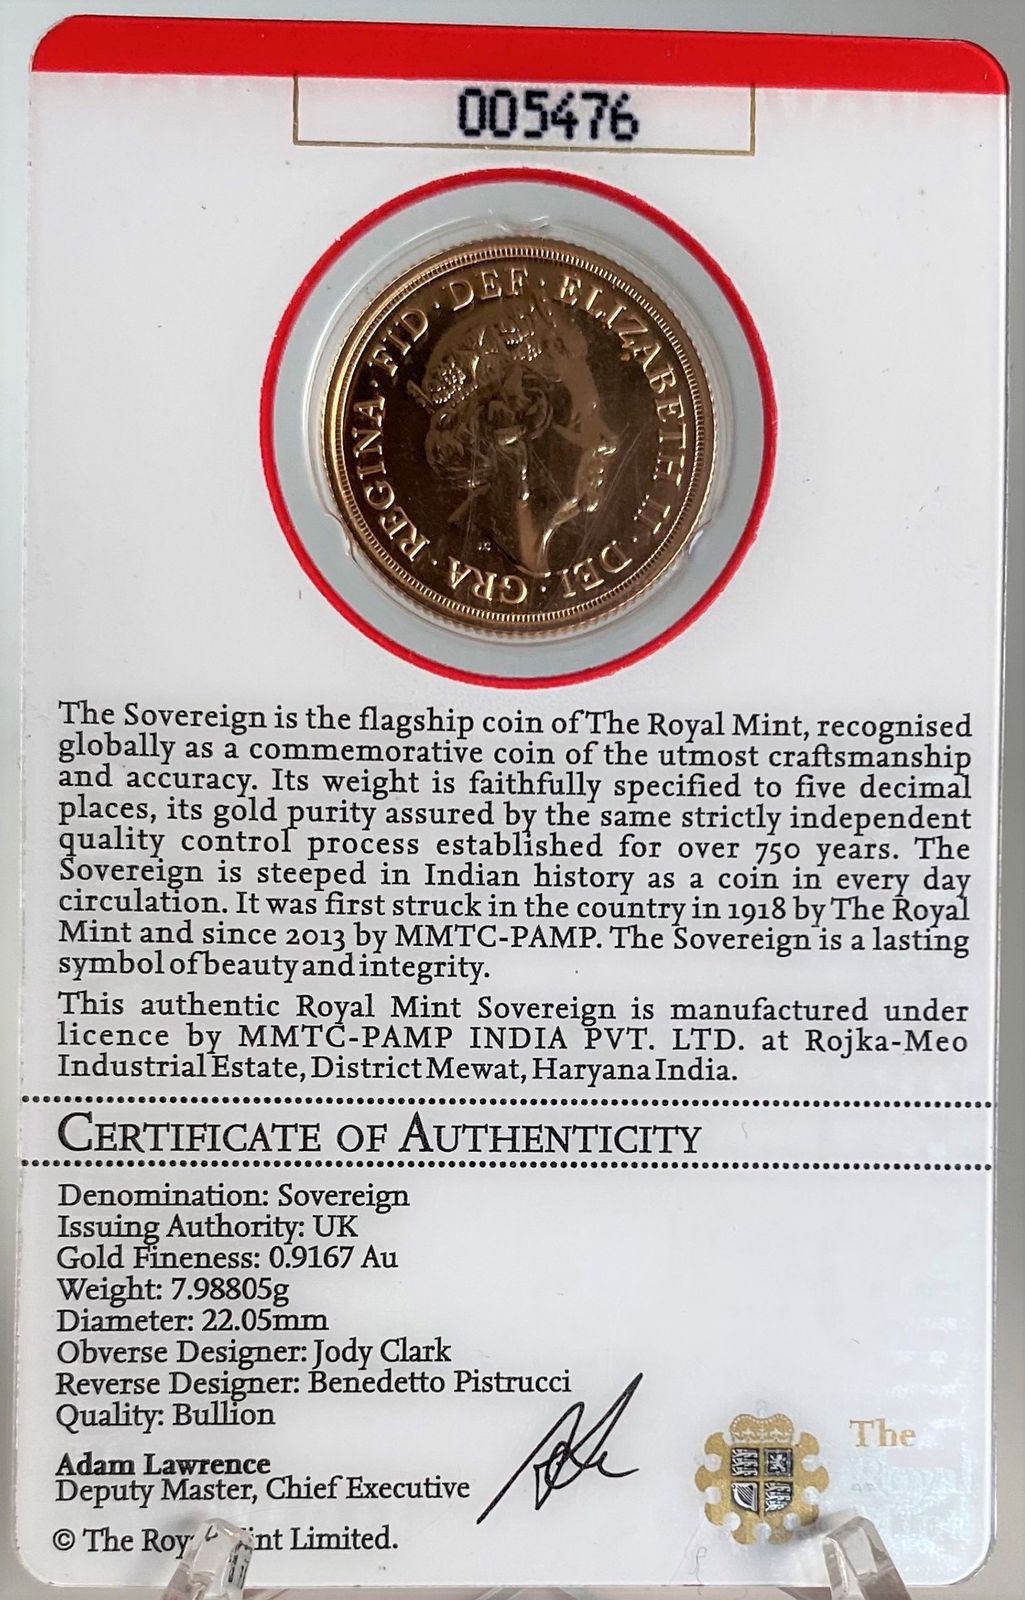 005476
ELIZABETH II · DEI · GRA · REGINA · FID · DEF ·
JC
The Sovereign is the flagship coin of The Royal Mint, recognised
globally as a commemorative coin of the utmost craftsmanship
and accuracy. Its weight is faithfully specified to five decimal
places, its gold purity assured by the same strictly independent
quality control process established for over 750 years. The
Sovereign is steeped in Indian history as a coin in every day
circulation. It was first struck in the country in 1918 by The Royal
Mint and since 2013 by MMTC-PAMP. The Sovereign is a lasting
symbol of beauty and integrity.
This authentic Royal Mint Sovereign is manufactured under
licence by MMTC-PAMP INDIA PVT. LTD. at Rojka-Meo
Industrial Estate, District Mewat, Haryana India.
CERTIFICATE OF AUTHENTICITY
Denomination: Sovereign
Issuing Authority: UK
Gold Fineness: 0.9167 Au
Weight: 7.98805g
Diameter: 22.05mm
Obverse Designer: Jody Clark
Reverse Designer: Benedetto Pistrucci
Quality: Bullion
Adam Lawrence
Deputy Master, Chief Executive
© The Royal Mint Limited.
The